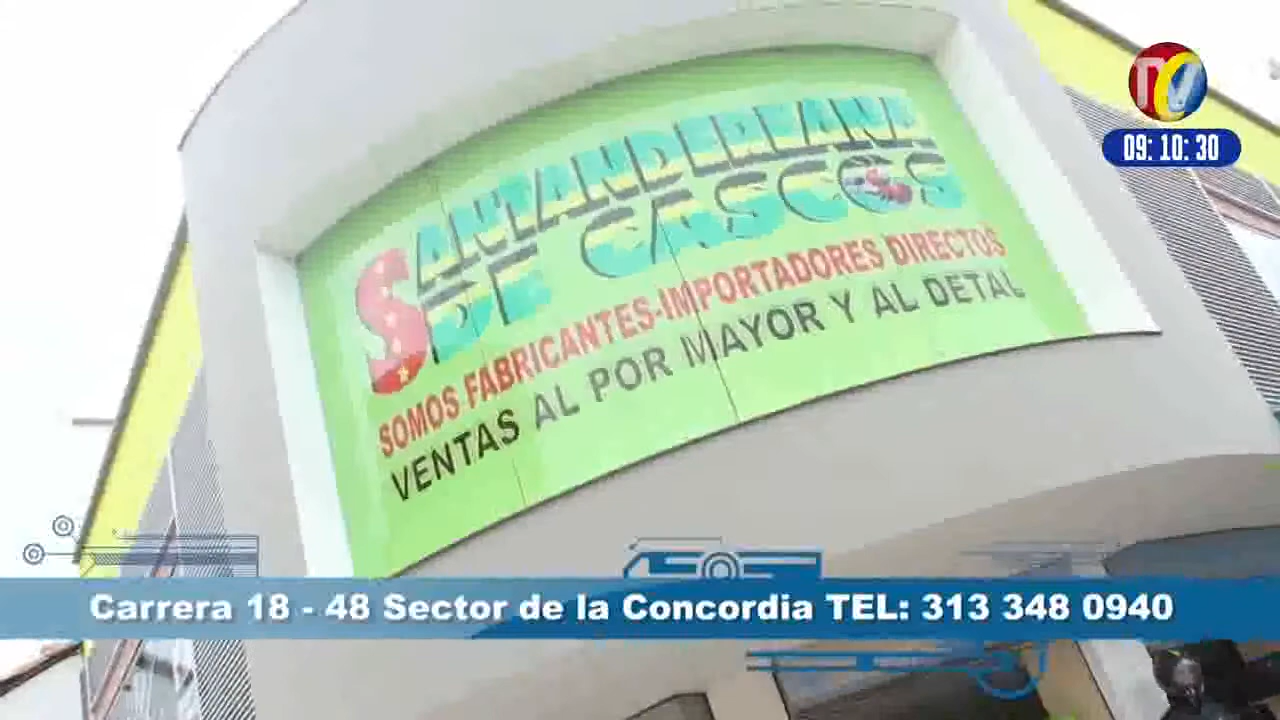 TVC
09: 10: 30
SANTANDEREANA
DE CASCOS
SOMOS FABRICANTES-IMPORTADORES DIRECTOS
VENTAS AL POR MAYOR Y AL DETAL
Carrera 18 - 48 Sector de la Concordia TEL: 313 348 0940